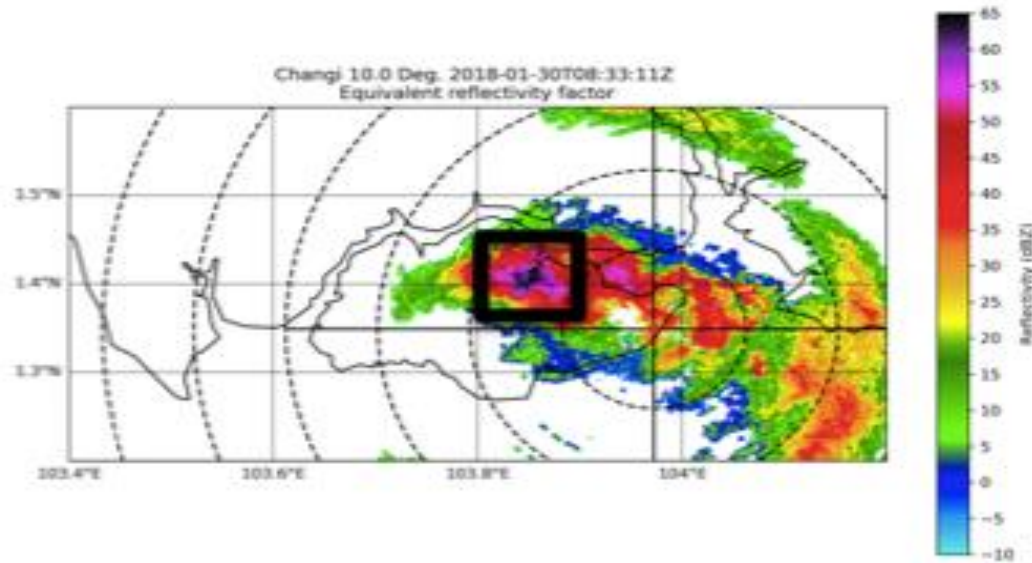 Changi 10.0 Deg. 2018-01-30T08:33:11Z
Equivalent reflectivity factor
1.5°N
1.4°N
1.3°N
103.4°E
103.6°E
103.8°E
104°E
65
60
55
50
45
40
35
30
25
20
15
10
5
0
−5
−10
Reflectivity (dBZ)